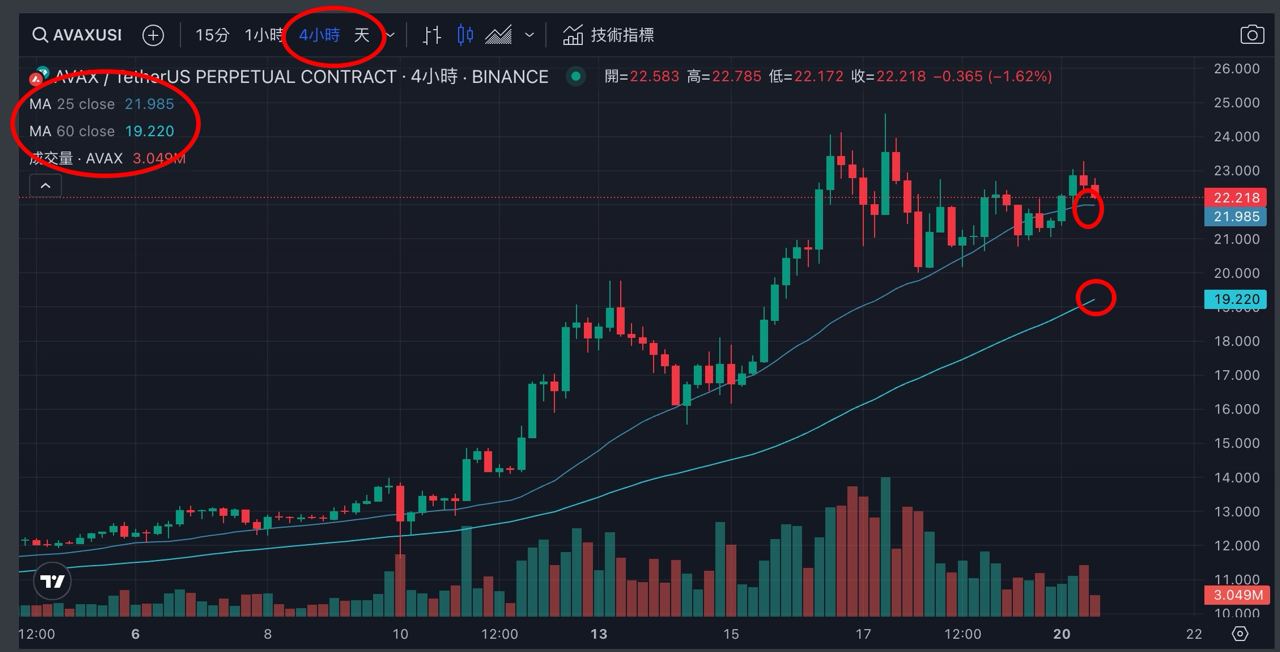 AVAXUSI 15分 1小時 4小時 天 技術指標
AVAX / TetherUS PERPETUAL CONTRACT · 4小時 · BINANCE 開=22.583 高=22.785 低=22.172 收=22.218 −0.365 (−1.62%)
MA 25 close 21.985
MA 60 close 19.220
成交量 · AVAX 3.049M
26.000
25.000
24.000
23.000
22.218
21.985
21.000
20.000
19.220
19.000
18.000
17.000
16.000
15.000
14.000
13.000
12.000
11.000
3.049M
10.000
12:00 6 8 10 12:00 13 15 17 12:00 20 22